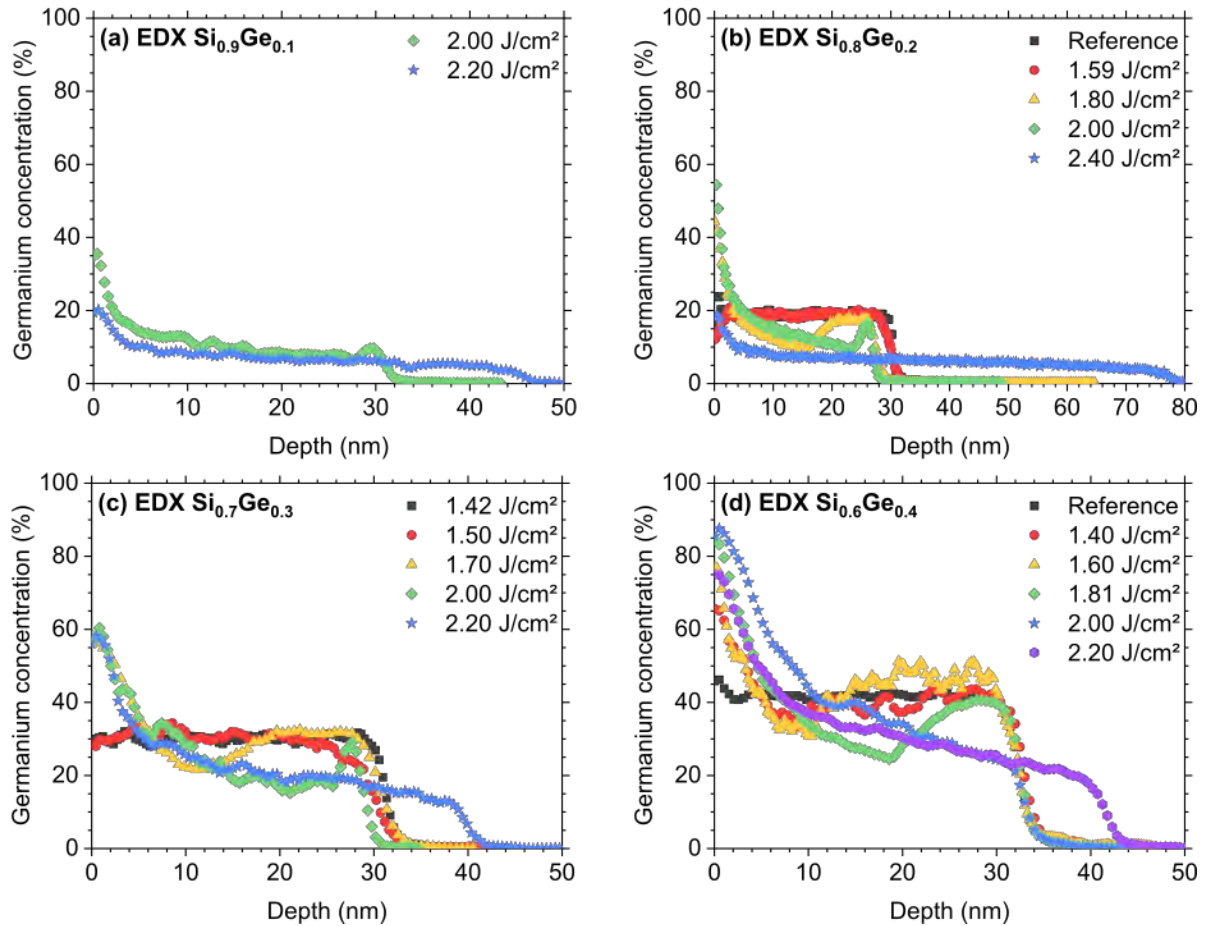 (a) EDX Si0.9Ge0.1
2.00 J/cm²
2.20 J/cm²
Germanium concentration (%)
100
80
60
40
20
0
0 10 20 30 40 50
Depth (nm)
(b) EDX Si0.8Ge0.2
Reference
1.59 J/cm²
1.80 J/cm²
2.00 J/cm²
2.40 J/cm²
Germanium concentration (%)
100
80
60
40
20
0
0 10 20 30 40 50 60 70 80
Depth (nm)
(c) EDX Si0.7Ge0.3
1.42 J/cm²
1.50 J/cm²
1.70 J/cm²
2.00 J/cm²
2.20 J/cm²
Germanium concentration (%)
100
80
60
40
20
0
0 10 20 30 40 50
Depth (nm)
(d) EDX Si0.6Ge0.4
Reference
1.40 J/cm²
1.60 J/cm²
1.81 J/cm²
2.00 J/cm²
2.20 J/cm²
Germanium concentration (%)
100
80
60
40
20
0
0 10 20 30 40 50
Depth (nm)